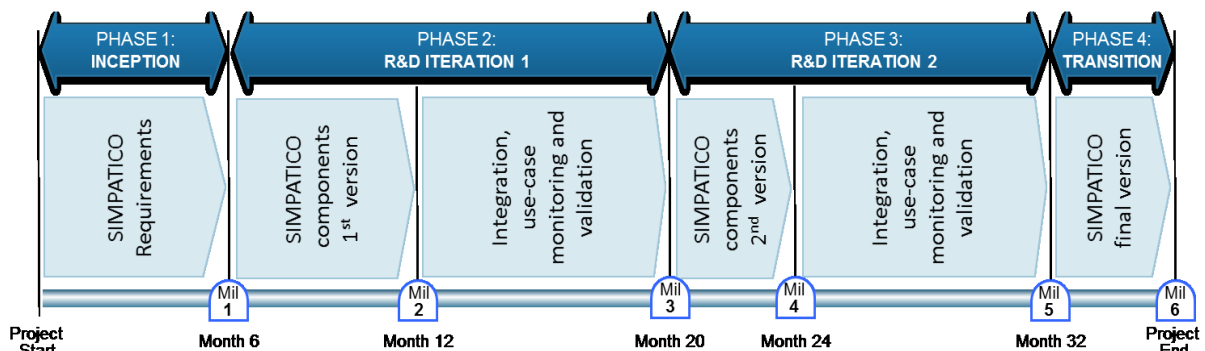 PHASE 1:
INCEPTION
PHASE 2:
R&D ITERATION 1
PHASE 3:
R&D ITERATION 2
PHASE 4:
TRANSITION
SIMPATICO
Requirements
SIMPATICO
components
1st version
Integration,
use-case
monitoring and
validation
SIMPATICO
components
2nd version
Integration,
use-case
monitoring and
validation
SIMPATICO
final version
Mil
1
Mil
2
Mil
3
Mil
4
Mil
5
Mil
6
Project
Start
Month 6
Month 12
Month 20
Month 24
Month 32
Project
End